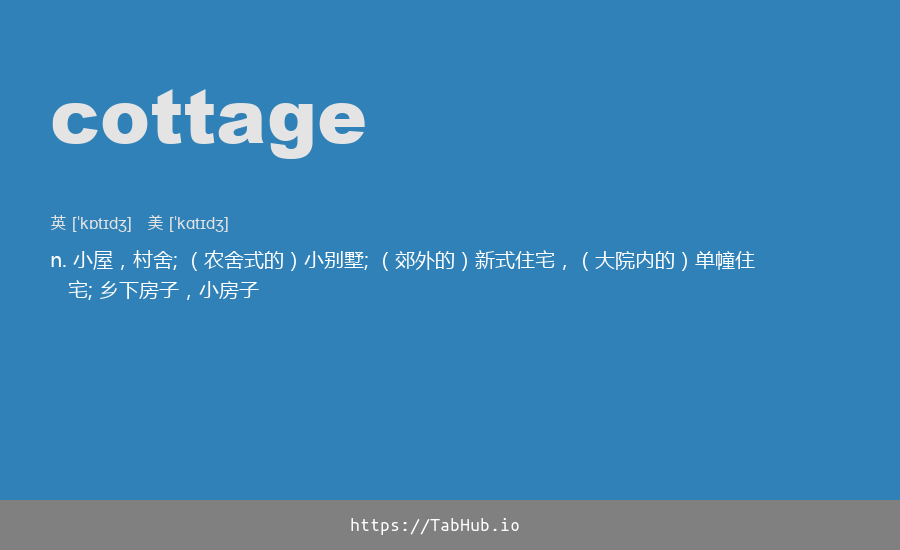 cottage
英 [ˈkɒtɪdʒ] 美 [ˈkɑtɪdʒ]
n. 小屋，村舍; （农舍式的）小别墅; （郊外的）新式住宅，（大院内的）单幢住
宅; 乡下房子，小房子
https://TabHub.io